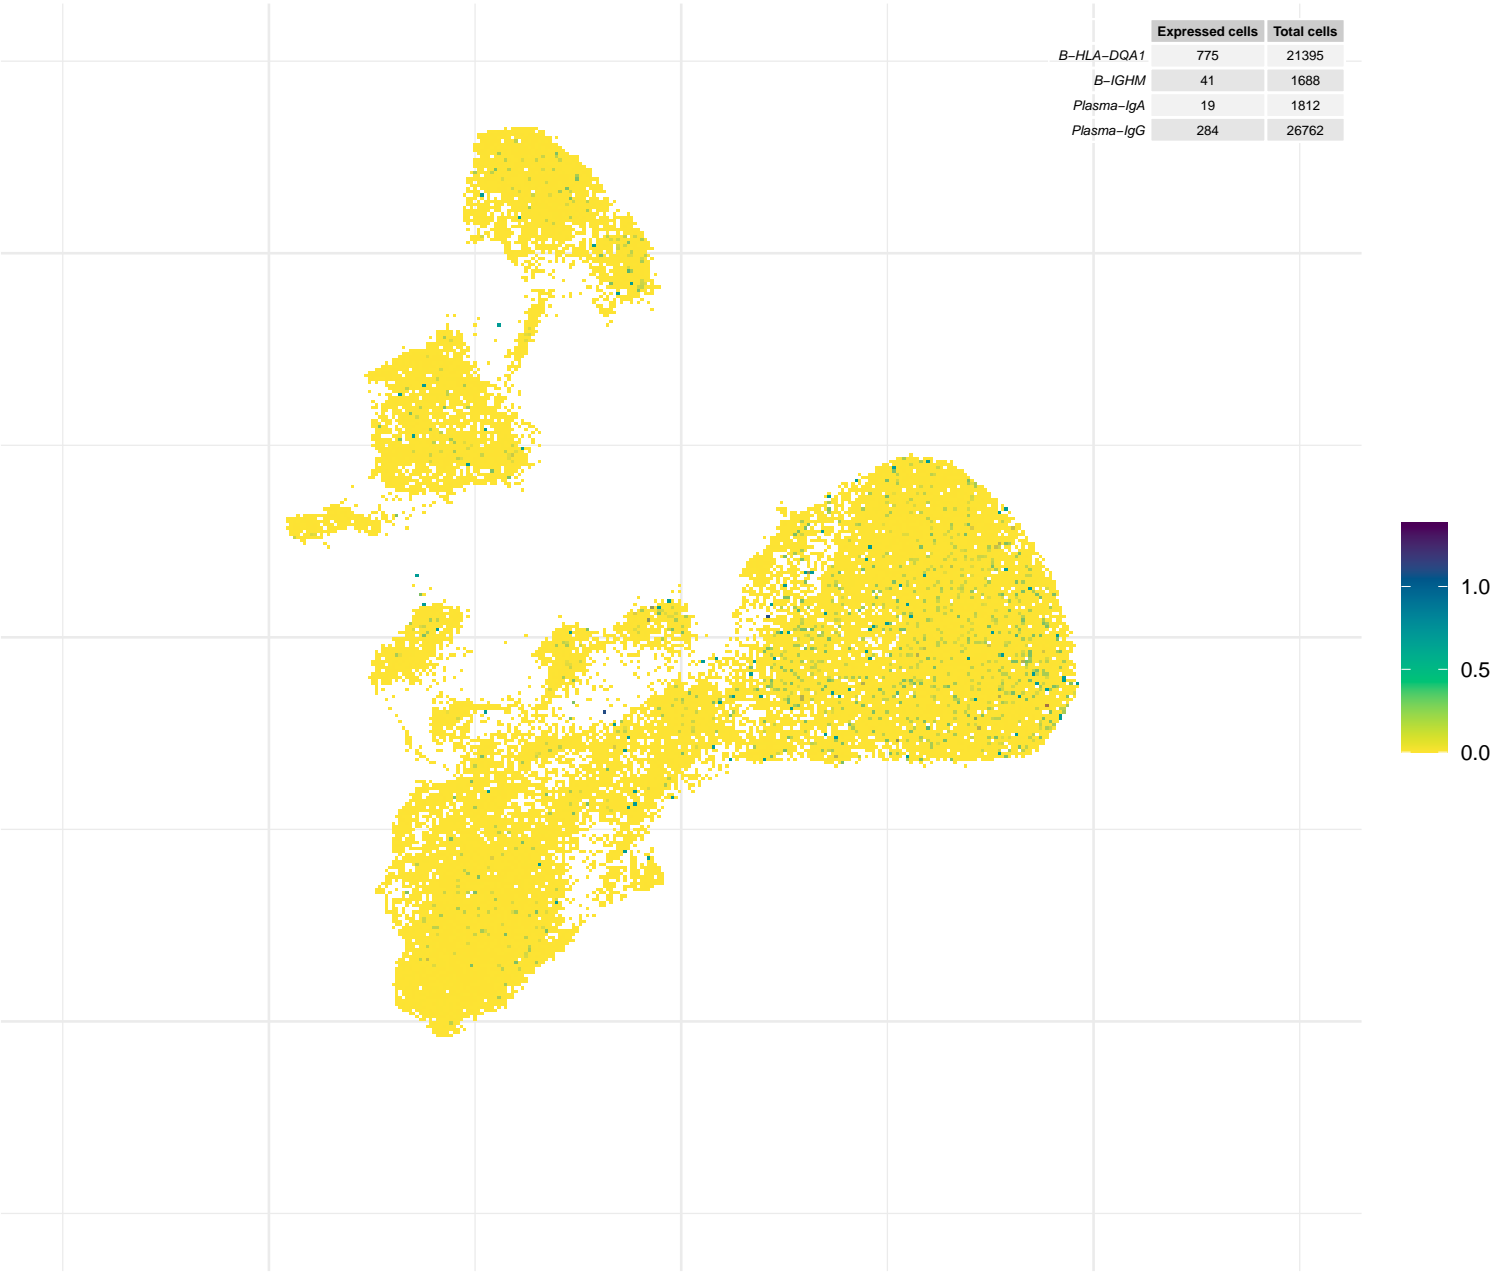 Expressed cells Total cells
B-HLA-DQA1 775 21395
B-IGHM 41 1688
Plasma-IgA 19 1812
Plasma-IgG 284 26762
1.0
0.5
0.0